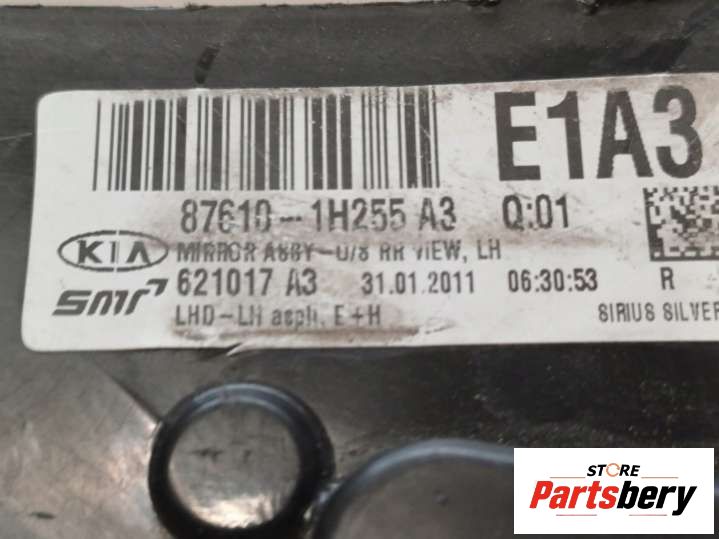 E1A3
87610-1H255 A3 Q:01
KIA MIRROR ASSY-O/S RR VIEW, LH
smr 621017 A3 31.01.2011 06:30:53 R
LHD-LH asph. E+H SIRIUS SILVER
STORE
Partsbery